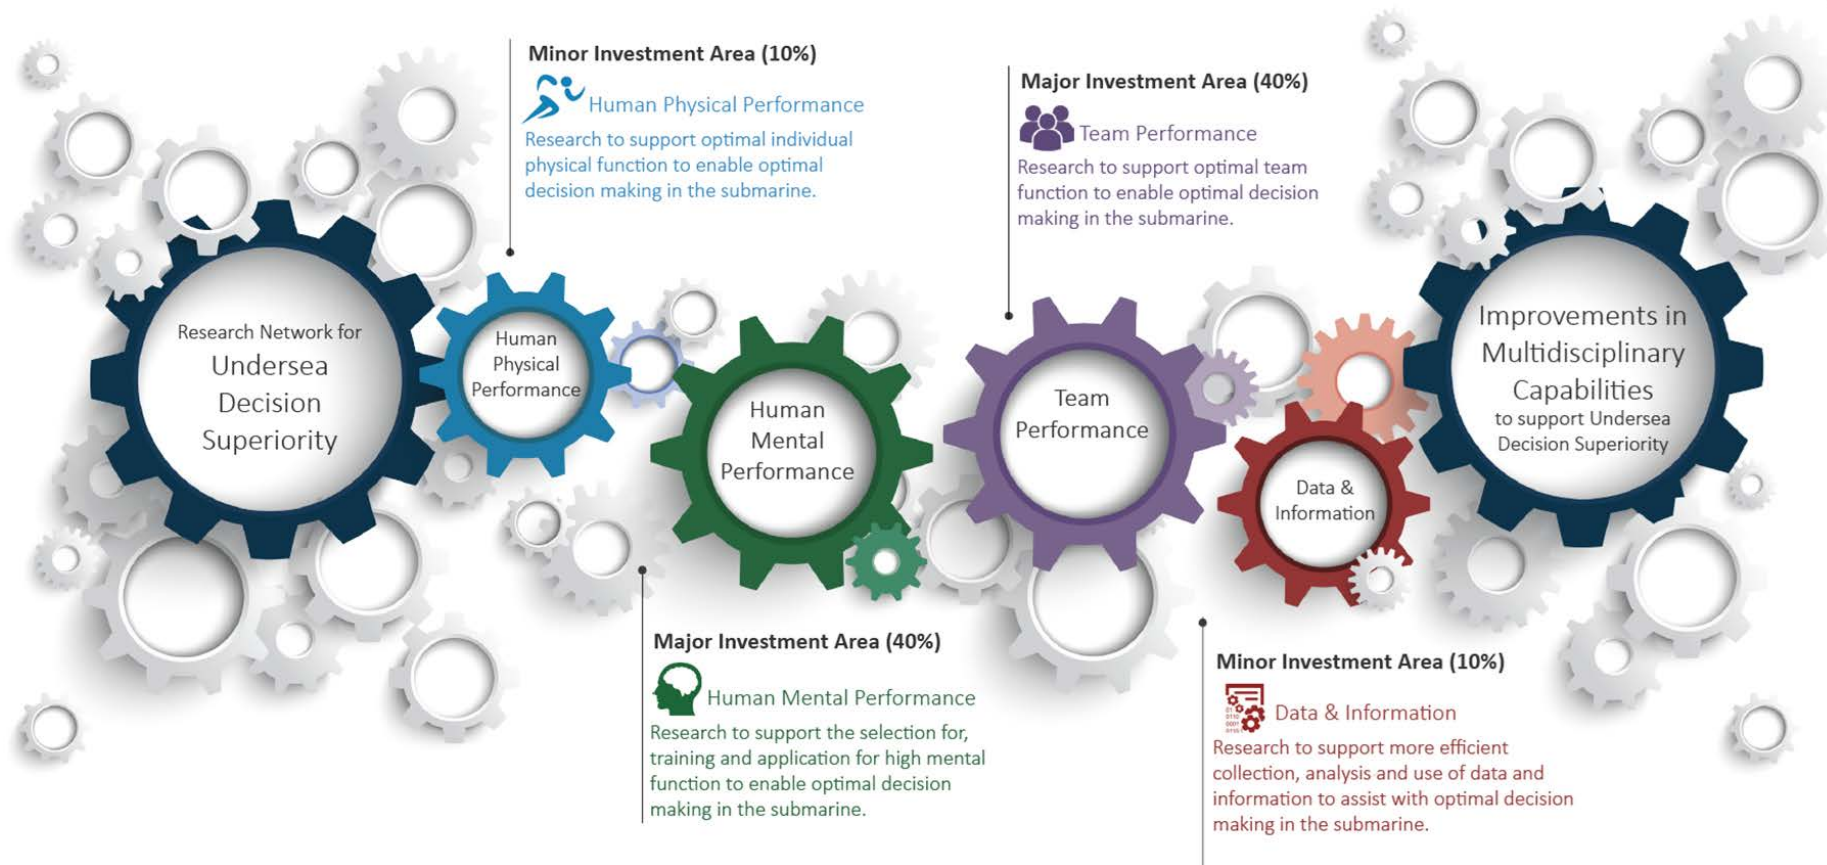 Minor Investment Area (10%)
Human Physical Performance
Research to support optimal individual
physical function to enable optimal
decision making in the submarine.
Major Investment Area (40%)
Team Performance
Research to support optimal team
function to enable optimal decision
making in the submarine.
Research Network for
Undersea
Decision
Superiority
Human
Physical
Performance
Human
Mental
Performance
Team
Performance
Data &
Information
Improvements in
Multidisciplinary
Capabilities
to support Undersea
Decision Superiority
Major Investment Area (40%)
Human Mental Performance
Research to support the selection for,
training and application for high mental
function to enable optimal decision
making in the submarine.
Minor Investment Area (10%)
Data & Information
Research to support more efficient
collection, analysis and use of data and
information to assist with optimal decision
making in the submarine.